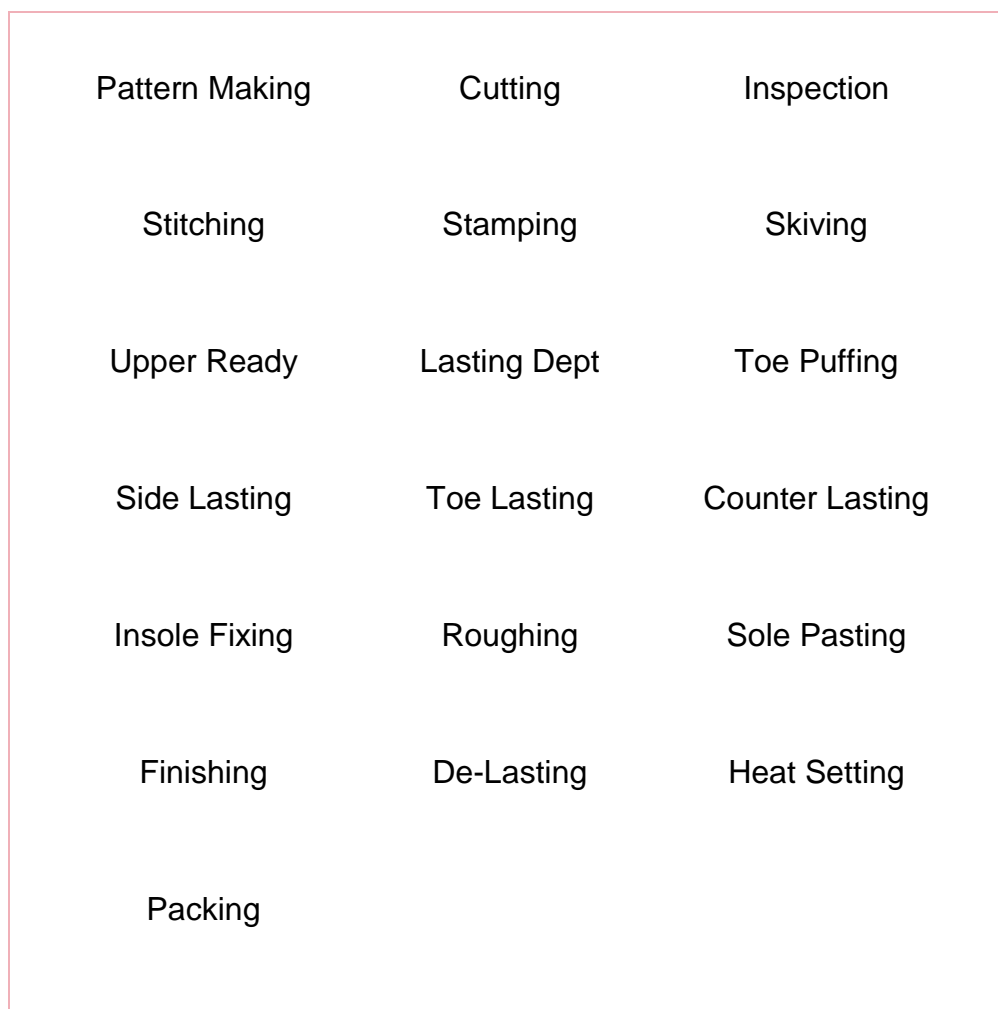 Pattern Making Cutting Inspection
Stitching Stamping Skiving
Upper Ready Lasting Dept Toe Puffing
Side Lasting Toe Lasting Counter Lasting
Insole Fixing Roughing Sole Pasting
Finishing De-Lasting Heat Setting
Packing